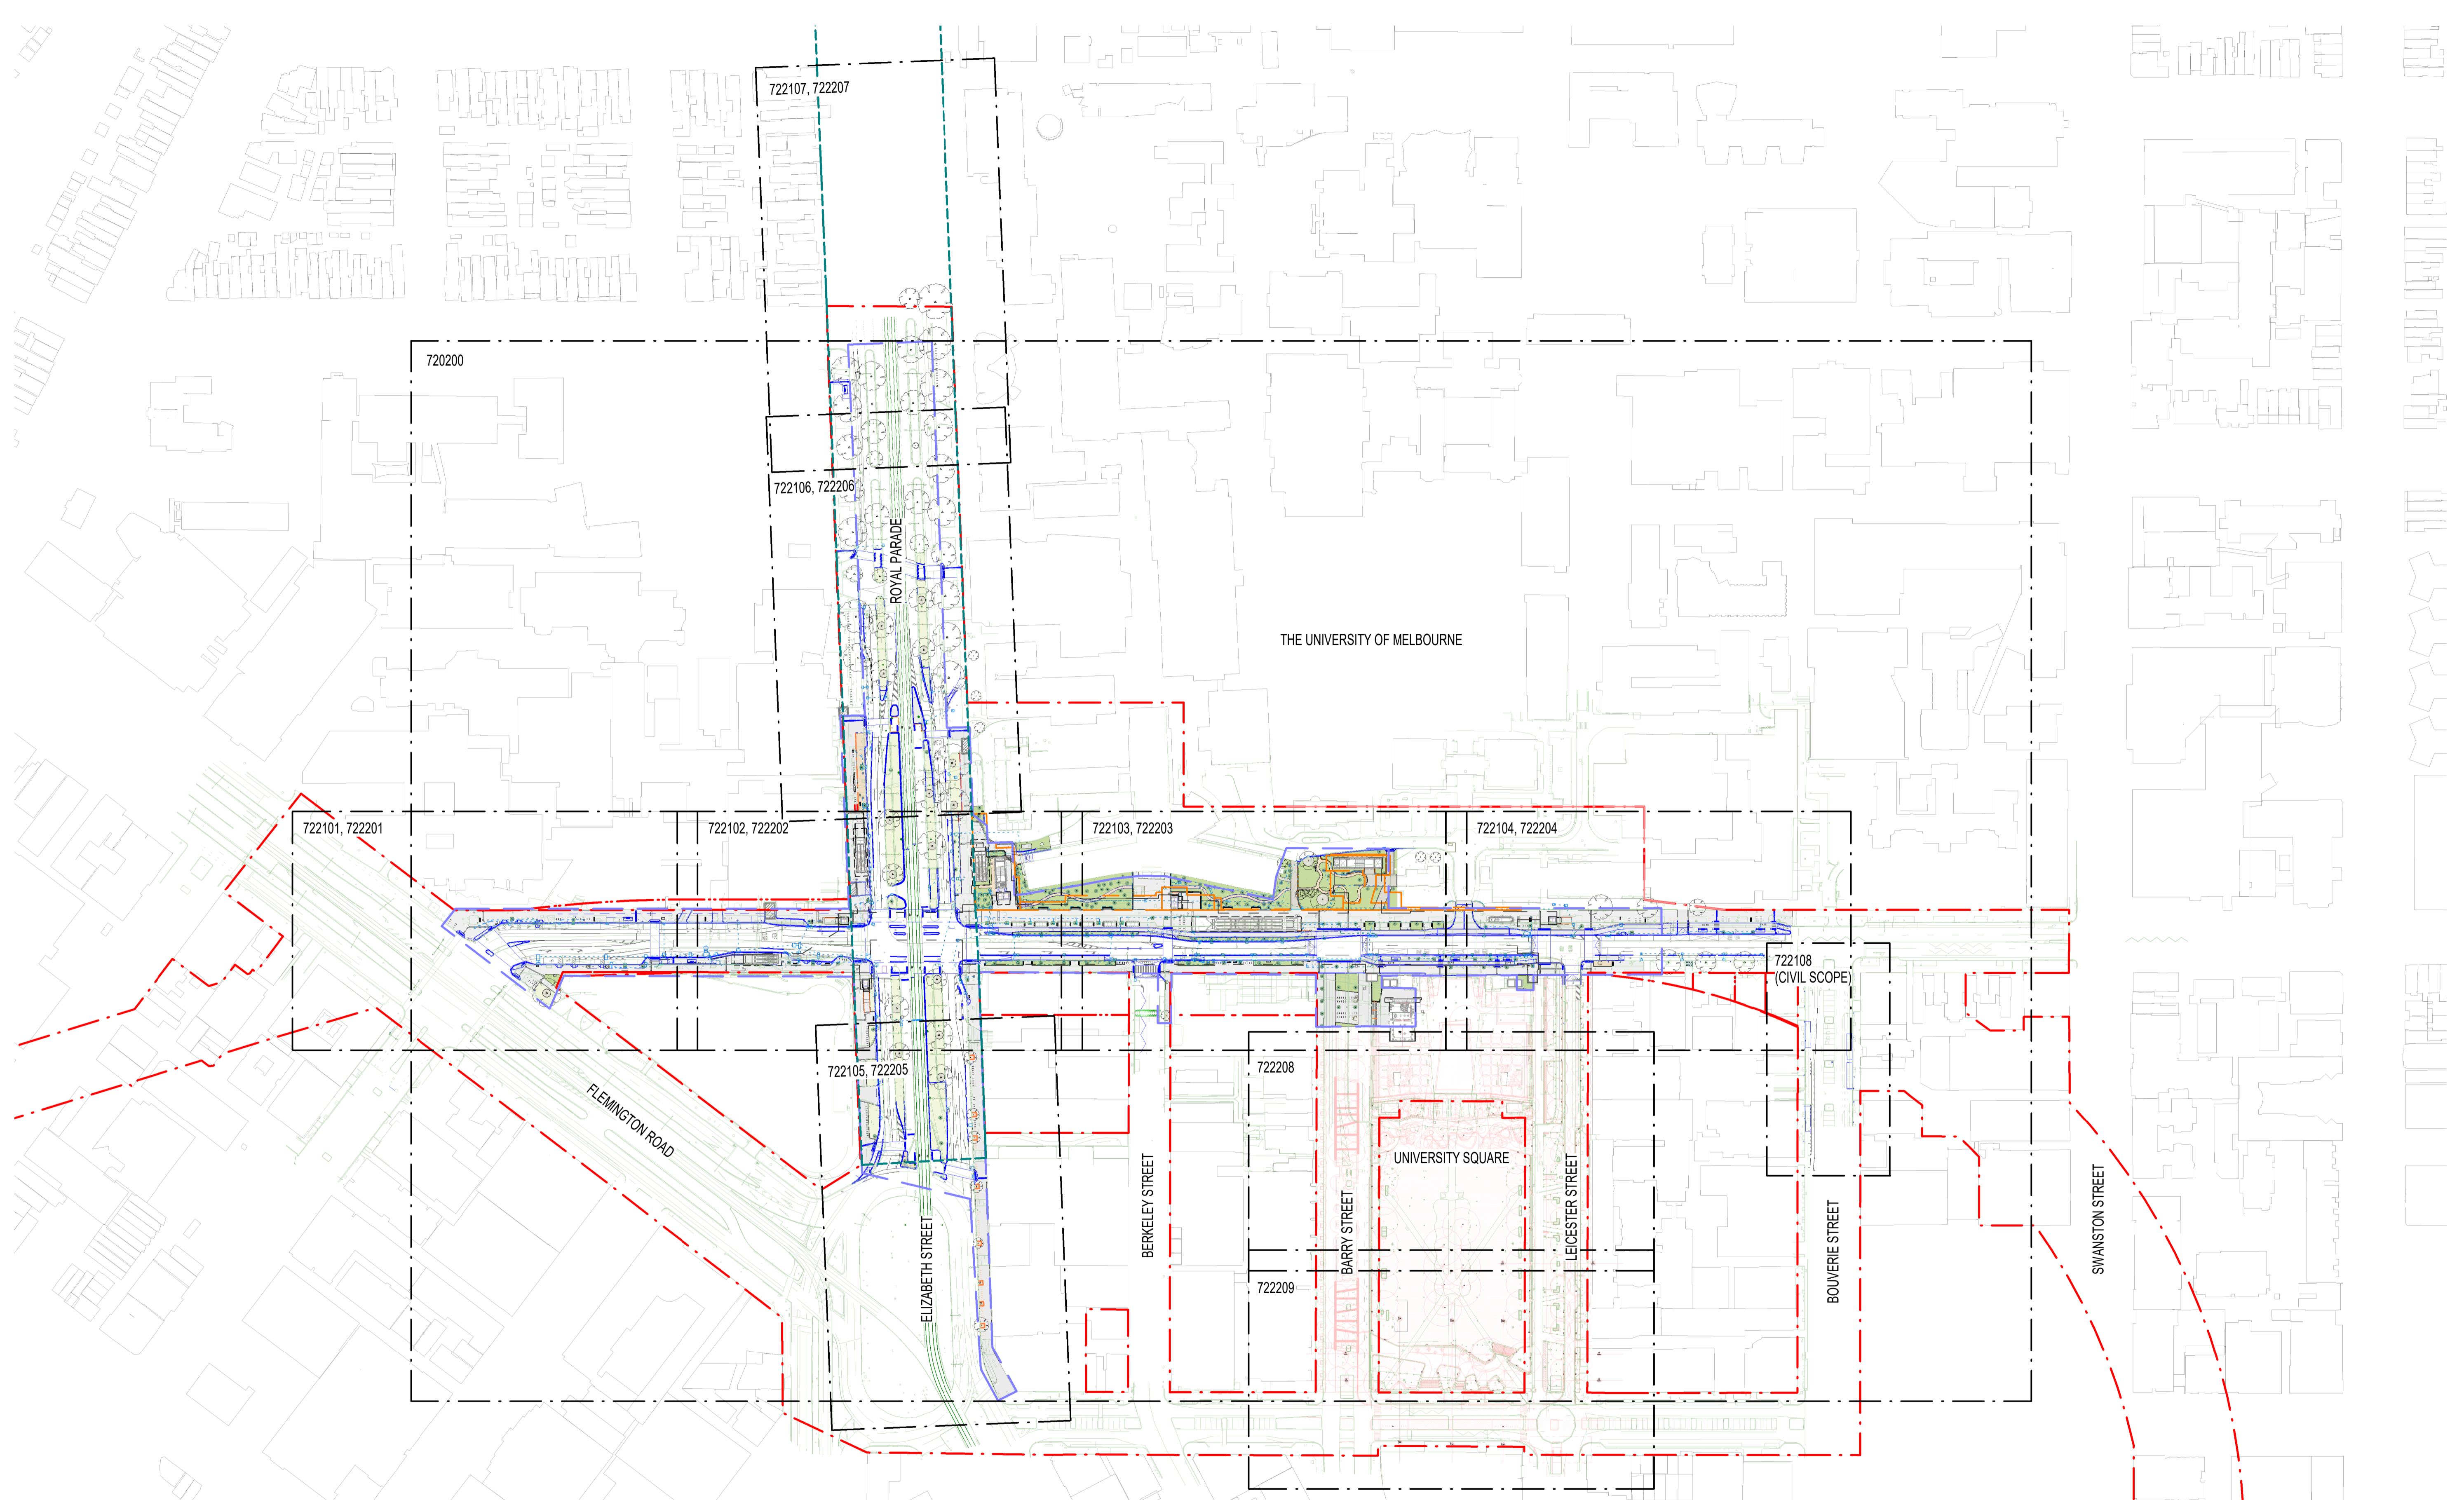 722107, 722207
720200
722106, 722206
ROYAL PARADE
THE UNIVERSITY OF MELBOURNE
722101, 722201
722102, 722202
722103, 722203
722104, 722204
722108
(CIVIL SCOPE)
722105, 722205
722208
FLEMINGTON ROAD
UNIVERSITY SQUARE
ELIZABETH STREET
BERKELEY STREET
BARRY STREET
LEICESTER STREET
BOUVERIE STREET
SWANSTON STREET
722209